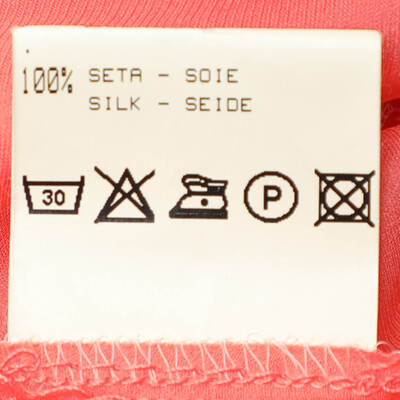 100% SETA - SOIE
SILK - SEIDE
30 P